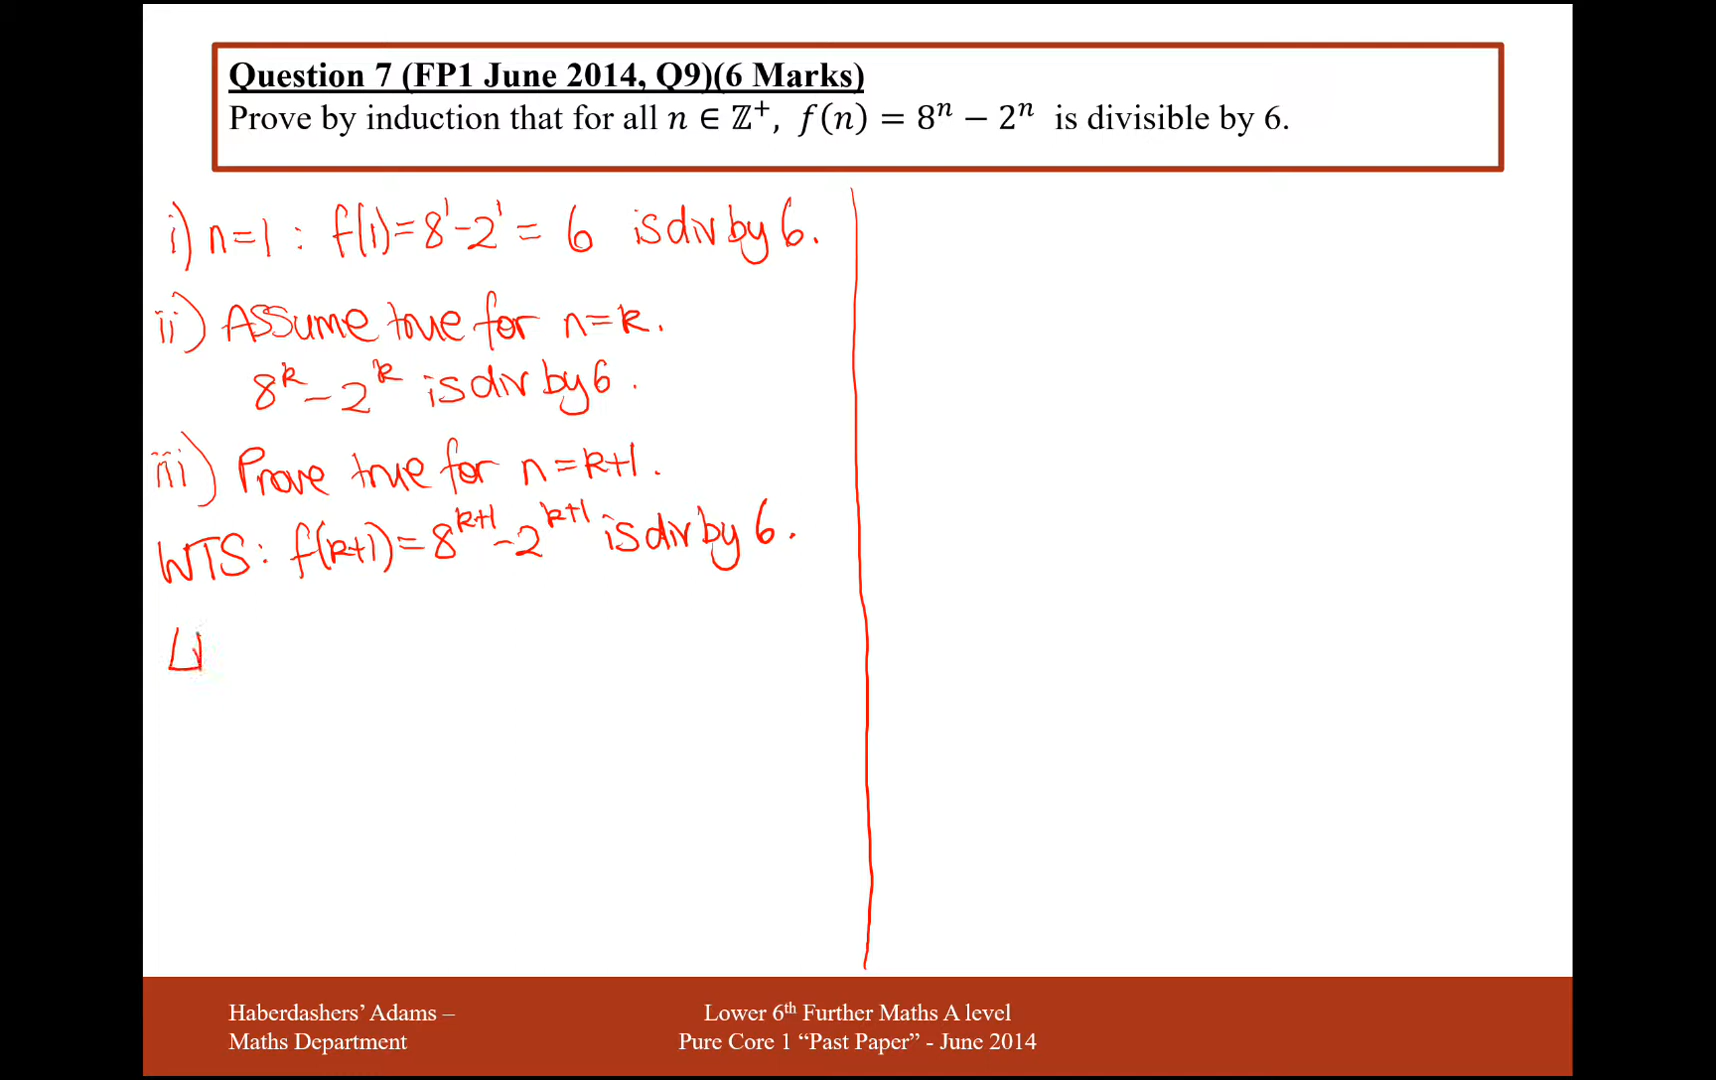 Question 7 (FP1 June 2014, Q9)(6 Marks)
Prove by induction that for all n ∈ ℤ⁺, f(n) = 8ⁿ − 2ⁿ is divisible by 6.
i) n=1 : f(1)=8¹-2¹ = 6 is div by 6.
ii) Assume true for n=k.
8ᵏ - 2ᵏ is div by 6.
iii) Prove true for n=k+1.
WTS: f(k+1)=8ᵏ⁺¹-2ᵏ⁺¹ is div by 6.
Haberdashers’ Adams –
Maths Department
Lower 6th Further Maths A level
Pure Core 1 “Past Paper” - June 2014